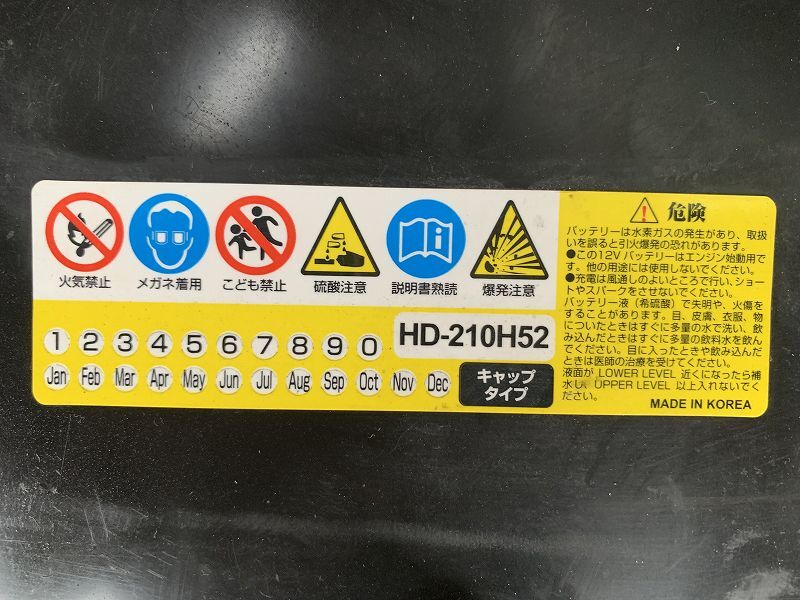 火気禁止 メガネ着用 こども禁止 硫酸注意 説明書熟読 爆発注意
1 2 3 4 5 6 7 8 9 0
HD-210H52
Jan Feb Mar Apr May Jun Jul Aug Sep Oct Nov Dec
キャップ
タイプ
危険
バッテリーは水素ガスの発生があり、取扱
いを誤ると引火爆発の恐れがあります。
●この12Vバッテリーはエンジン始動用で
す。他の用途には使用しないでください。
●充電は風通しのよいところで行い、ショー
トやスパークをさせないでください。
バッテリー液(希硫酸)で失明や、火傷を
することがあります。目、皮膚、衣服、物
についたときはすぐに多量の水で洗い、飲
み込んだときはすぐに多量の飲料水を飲ん
でください。目に入ったときや飲み込んだ
ときは医師の治療を受けてください。
液面が LOWER LEVEL 近くになったら補
水し UPPER LEVEL 以上入れないでく
ださい。
MADE IN KOREA